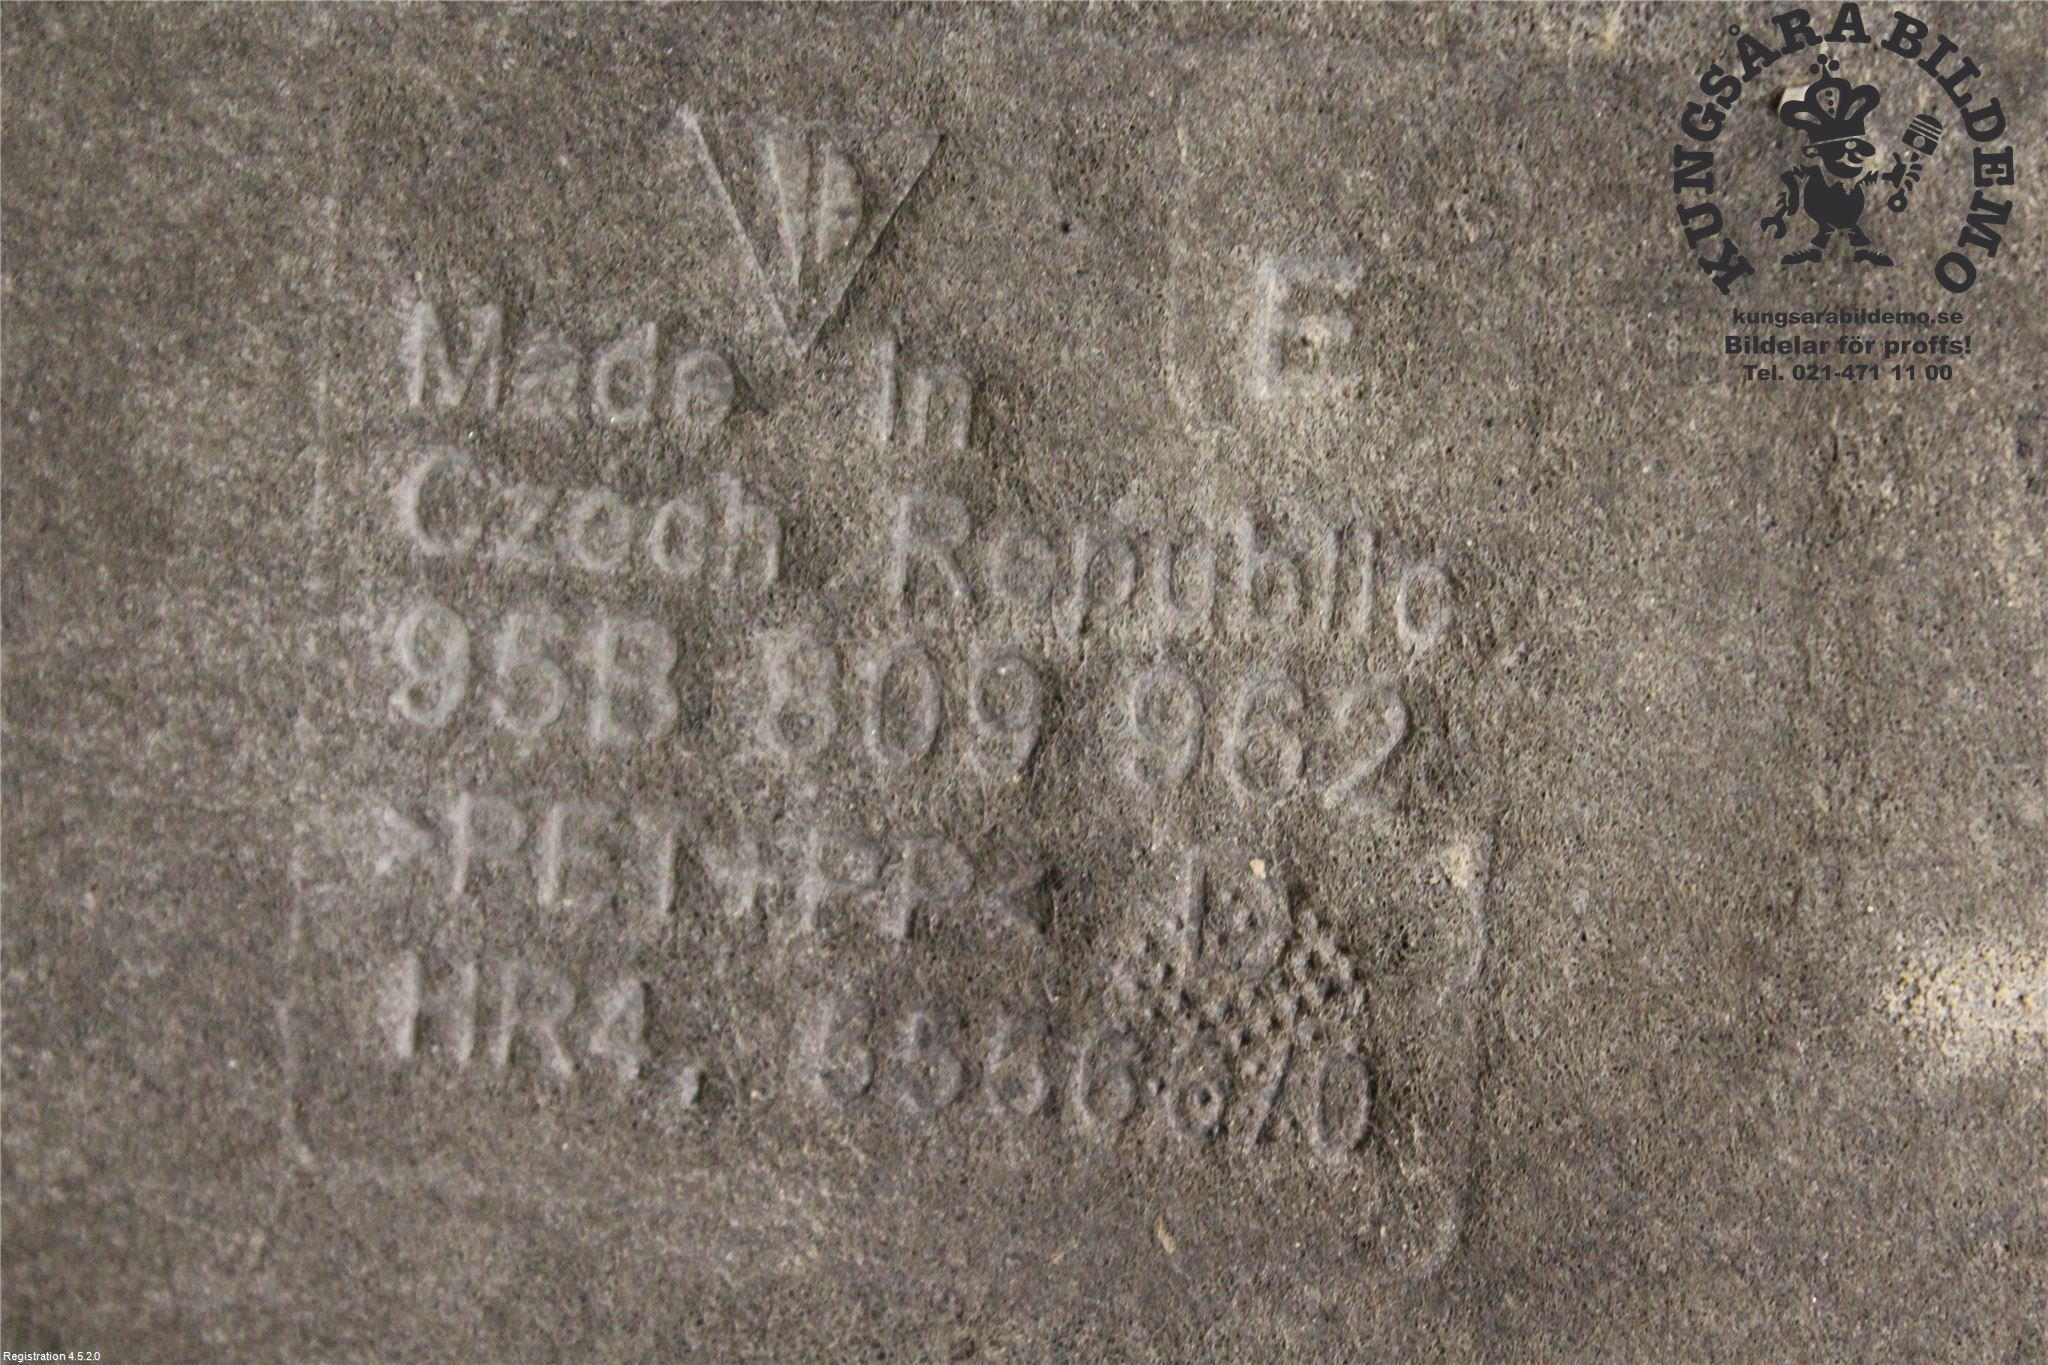 Made in
E
Czech Republic
95B 809 962
>PET+PP<
HR4.
KUNGSÅRA BILDEMO
kungsarabildemo.se
Bildelar för proffs!
Tel. 021-471 11 00
Registration 4.5.2.0